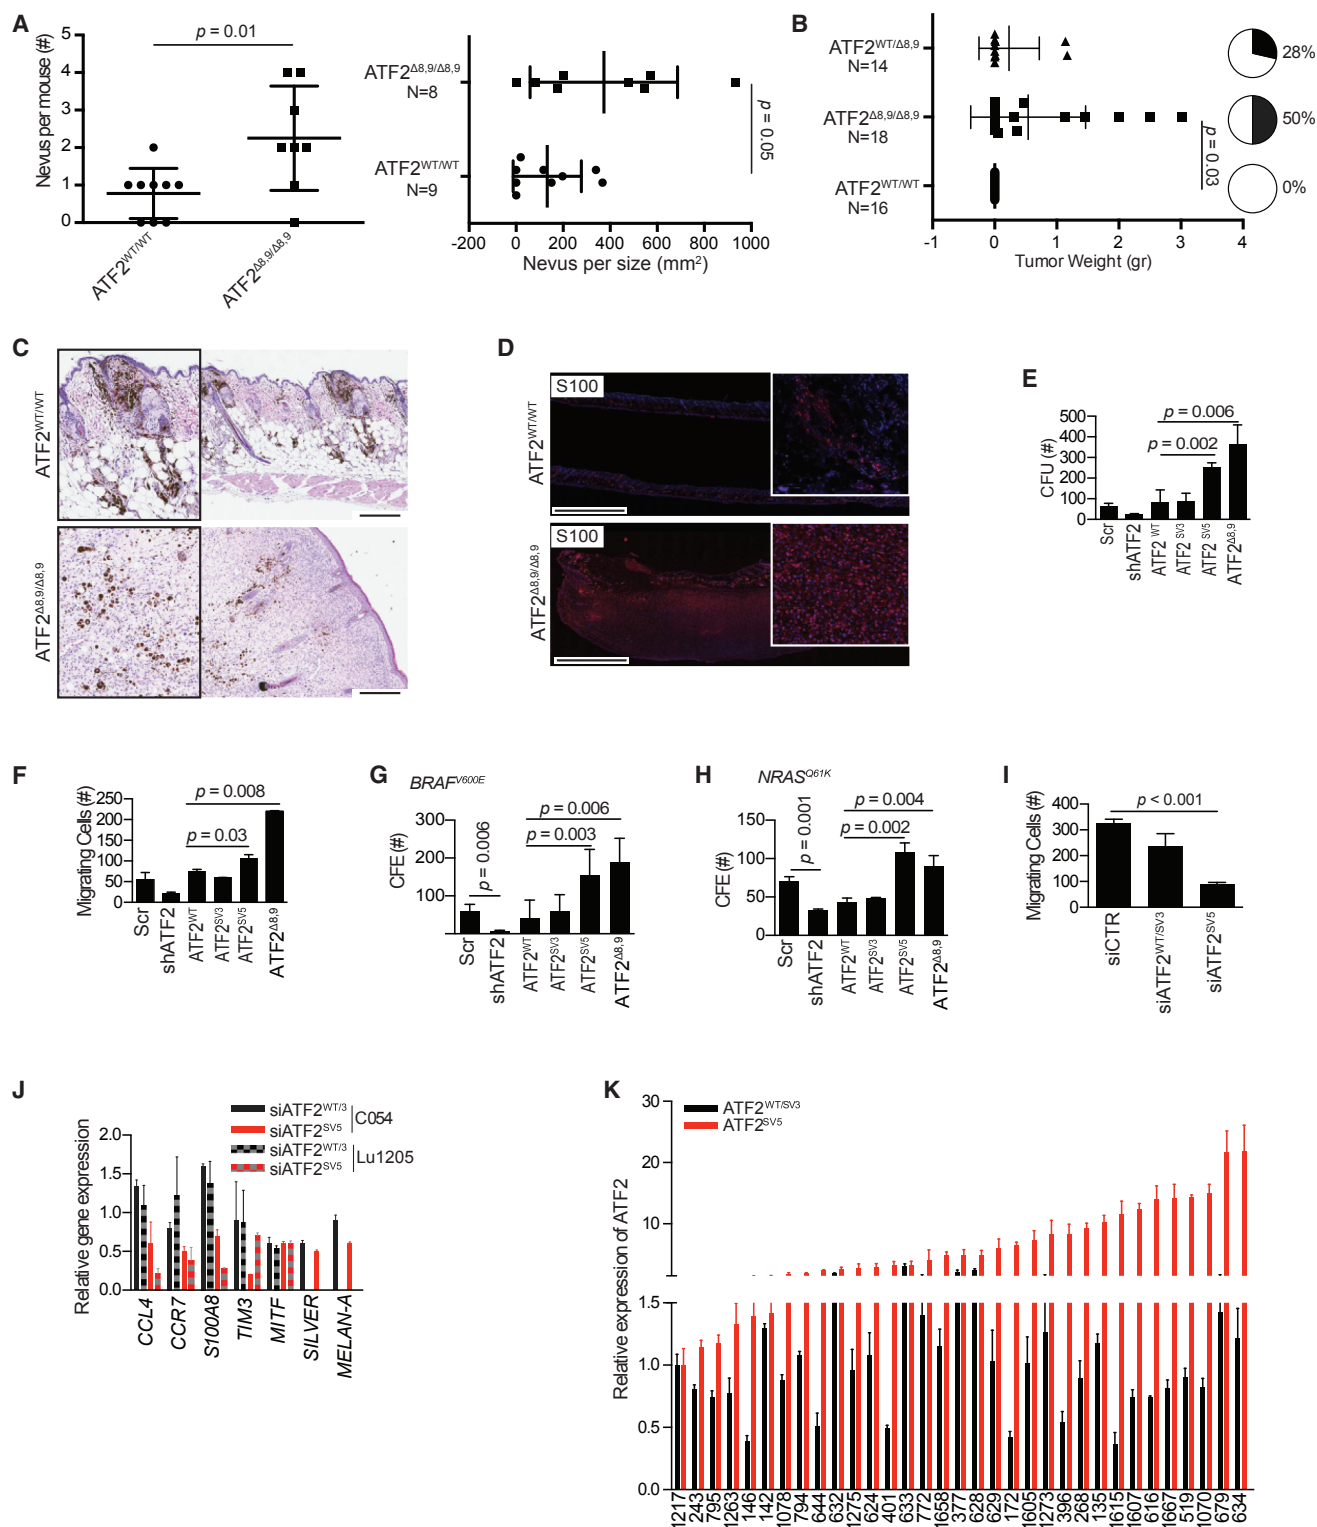 A
Nevus per mouse (#)
5
4
3
2
1
0
p = 0.01
ATF2WT/WT
ATF2Δ8,9/Δ8,9
ATF2Δ8,9/Δ8,9
N=8
ATF2WT/WT
N=9
p = 0.05
-200 0 200 400 600 800 1000
Nevus per size (mm2)
B
ATF2WT/Δ8,9
N=14
ATF2Δ8,9/Δ8,9
N=18
ATF2WT/WT
N=16
p = 0.03
28%
50%
0%
-1 0 1 2 3 4
Tumor Weight (gr)
C
ATF2WT/WT
ATF2Δ8,9/Δ8,9
D
S100
ATF2WT/WT
S100
ATF2Δ8,9/Δ8,9
E
CFU (#)
500
400
300
200
100
0
p = 0.006
p = 0.002
Scr
shATF2
ATF2 WT
ATF2 SV3
ATF2 SV5
ATF2Δ8,9
F
Migrating Cells (#)
250
200
150
100
50
0
p = 0.008
p = 0.03
Scr
shATF2
ATF2WT
ATF2SV3
ATF2SV5
ATF2Δ8,9
G
BRAFV600E
CFE (#)
300
200
100
p = 0.006
p = 0.006
p = 0.003
Scr
shATF2
ATF2WT
ATF2SV3
ATF2SV5
ATF2Δ8,9
H
NRASQ61K
CFE (#)
150
100
50
0
p = 0.001
p = 0.004
p = 0.002
Scr
shATF2
ATF2WT
ATF2SV3
ATF2SV5
ATF2Δ8,9
I
Migrating Cells (#)
400
300
200
100
0
p < 0.001
siCTR
siATF2WT/SV3
siATF2SV5
J
siATF2WT/3
siATF2SV5
C054
siATF2WT/3
siATF2SV5
Lu1205
Relative gene expression
2.0
1.5
1.0
0.5
0.0
CCL4
CCR7
S100A8
TIM3
MITF
SILVER
MELAN-A
K
ATF2WT/SV3
ATF2SV5
Relative expression of ATF2
30
20
10
1.5
1.0
0.5
0.0
1217
243
795
1263
146
142
1078
794
644
632
1275
624
401
633
772
1658
377
628
629
172
1605
1273
396
268
135
1615
1607
616
1667
519
1070
679
634